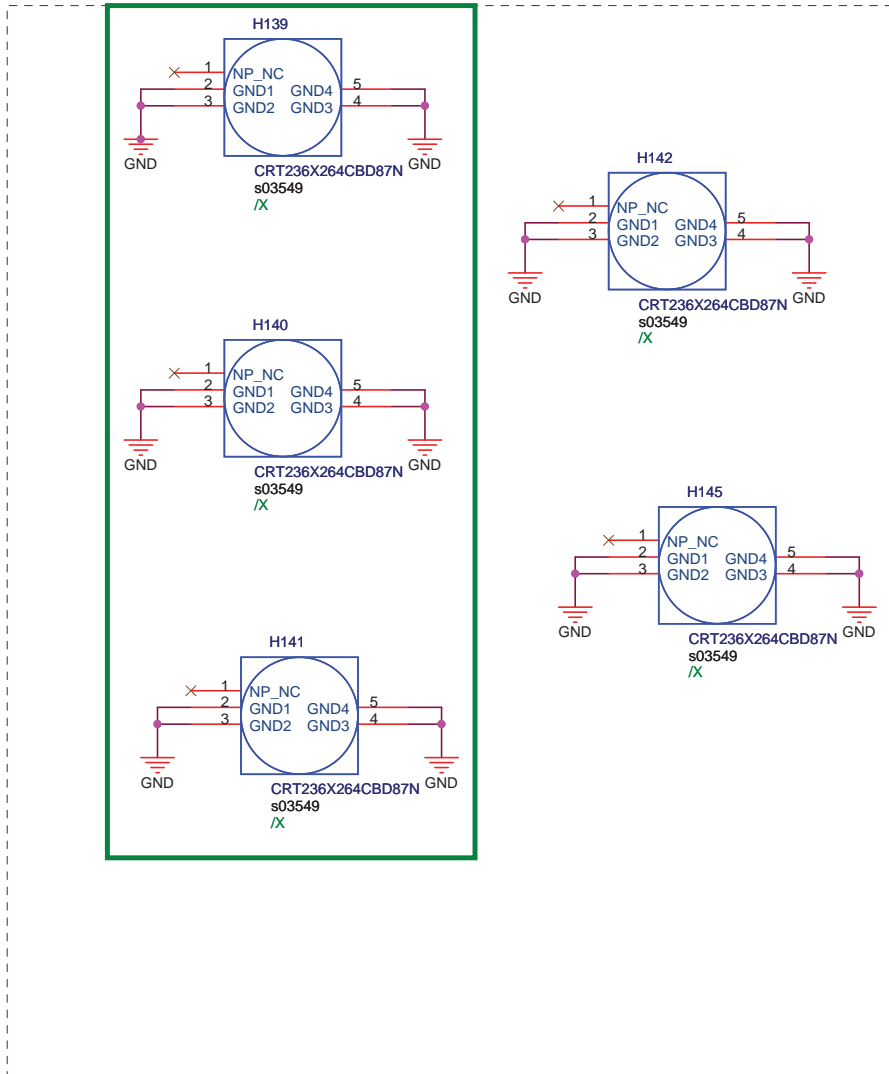 H139
1
NP_NC
2
GND1
GND4
5
3
GND2
GND3
4
GND
GND
CRT236X264CBD87N
s03549
/X
H142
1
NP_NC
2
GND1
GND4
5
3
GND2
GND3
4
GND
GND
CRT236X264CBD87N
s03549
/X
H140
1
NP_NC
2
GND1
GND4
5
3
GND2
GND3
4
GND
GND
CRT236X264CBD87N
s03549
/X
H145
1
NP_NC
2
GND1
GND4
5
3
GND2
GND3
4
GND
GND
CRT236X264CBD87N
s03549
/X
H141
1
NP_NC
2
GND1
GND4
5
3
GND2
GND3
4
GND
GND
CRT236X264CBD87N
s03549
/X